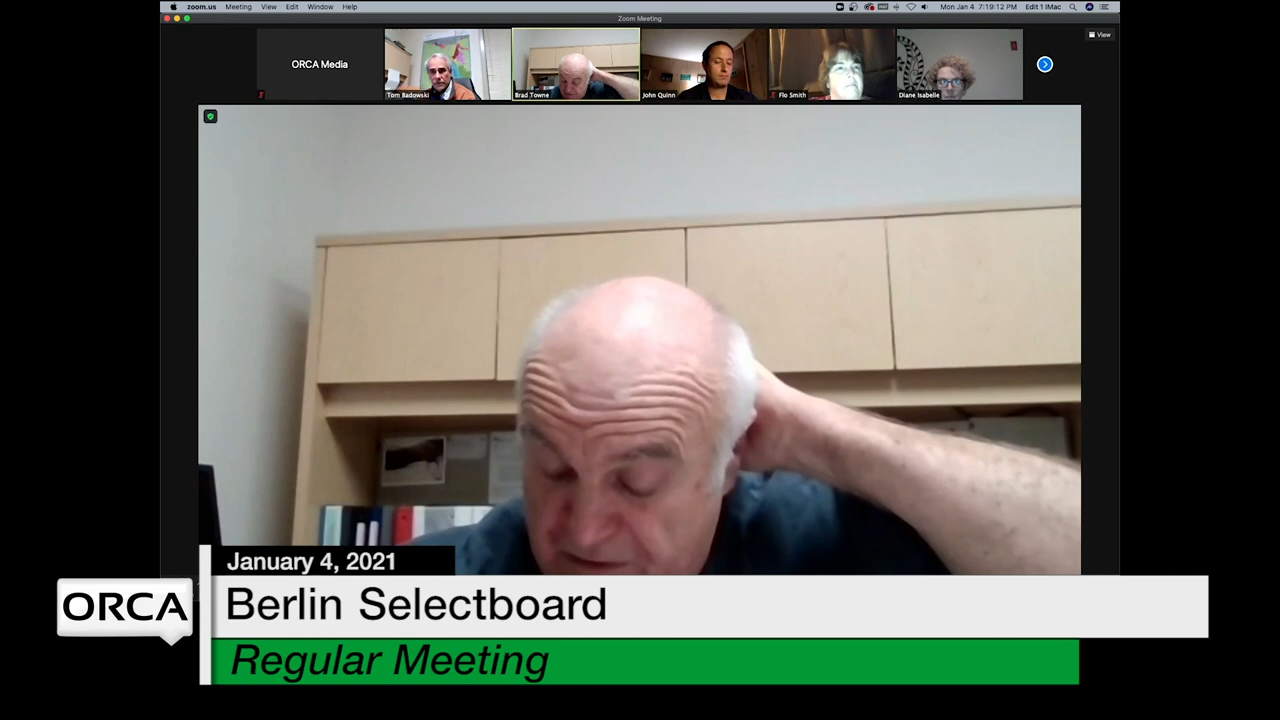 zoom.us Meeting View Edit Window Help
Mon Jan 4 7:19:12 PM Edit 1 iMac
Zoom Meeting
View
ORCA Media
Tom Badowski
Brad Towne
John Quinn
Flo Smith
Diane Isabelle
January 4, 2021
ORCA
Berlin Selectboard
Regular Meeting